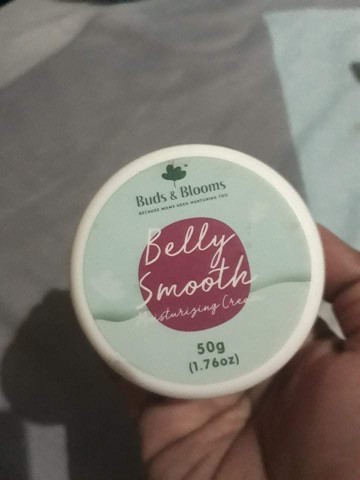 Buds & Blooms
BECAUSE MOMS NEED NURTURING TOO
Belly
Smooth
Moisturizing Cream
50g
(1.76oz)